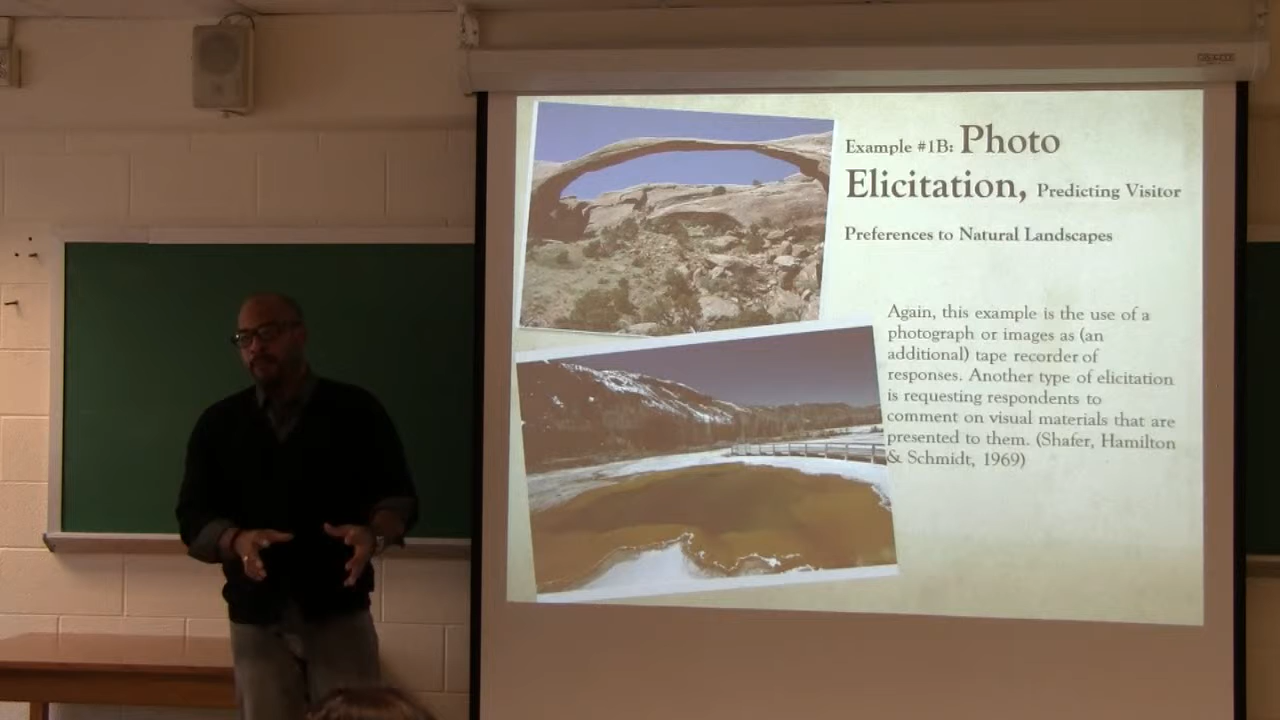 Example #1B: Photo
Elicitation, Predicting Visitor
Preferences to Natural Landscapes
Again, this example is the use of a
photograph or images as (an
additional) tape recorder of
responses. Another type of elicitation
is requesting respondents to
comment on visual materials that are
presented to them. (Shafer, Hamilton
& Schmidt, 1969)